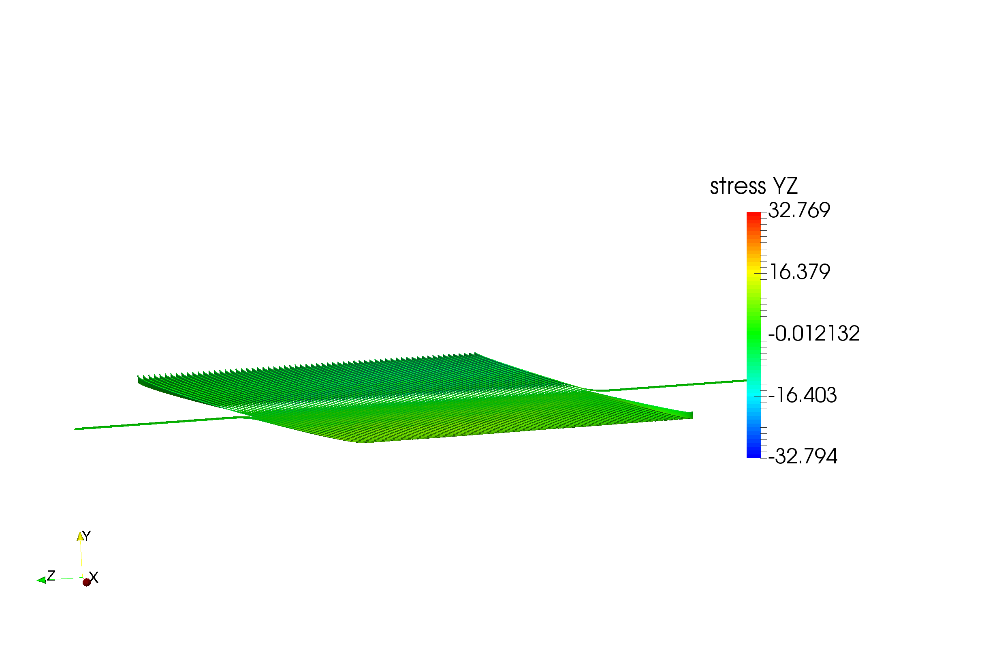 stress YZ
32.769
16.379
-0.012132
-16.403
-32.794
Y
Z
X